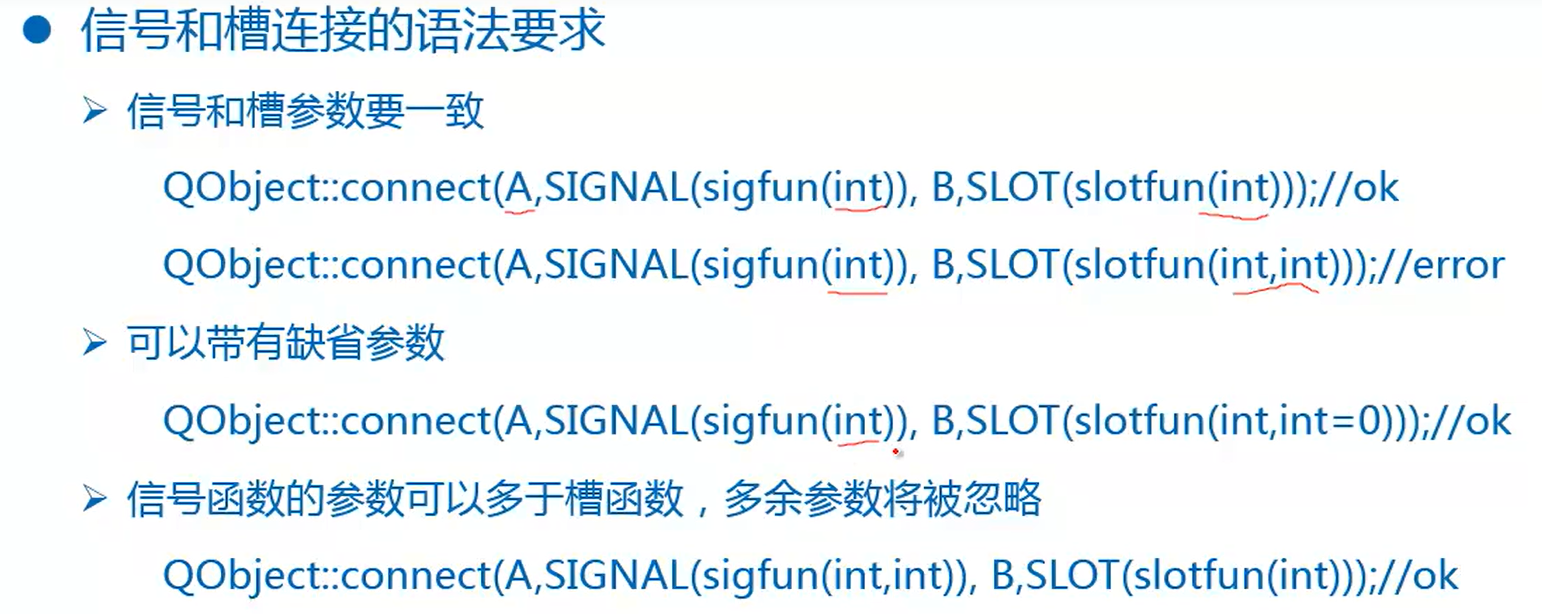 ● 信号和槽连接的语法要求
➢ 信号和槽参数要一致
QObject::connect(A,SIGNAL(sigfun(int)), B,SLOT(slotfun(int)));//ok
QObject::connect(A,SIGNAL(sigfun(int)), B,SLOT(slotfun(int,int)));//error
➢ 可以带有缺省参数
QObject::connect(A,SIGNAL(sigfun(int)), B,SLOT(slotfun(int,int=0)));//ok
➢ 信号函数的参数可以多于槽函数，多余参数将被忽略
QObject::connect(A,SIGNAL(sigfun(int,int)), B,SLOT(slotfun(int)));//ok